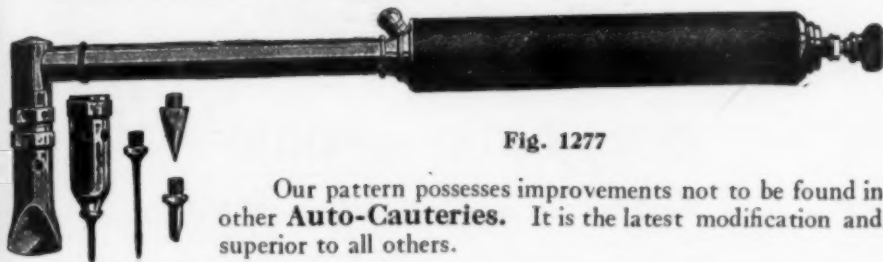 Fig. 1277
Our pattern possesses improvements not to be found in
other Auto-Cauteries. It is the latest modification and
superior to all others.